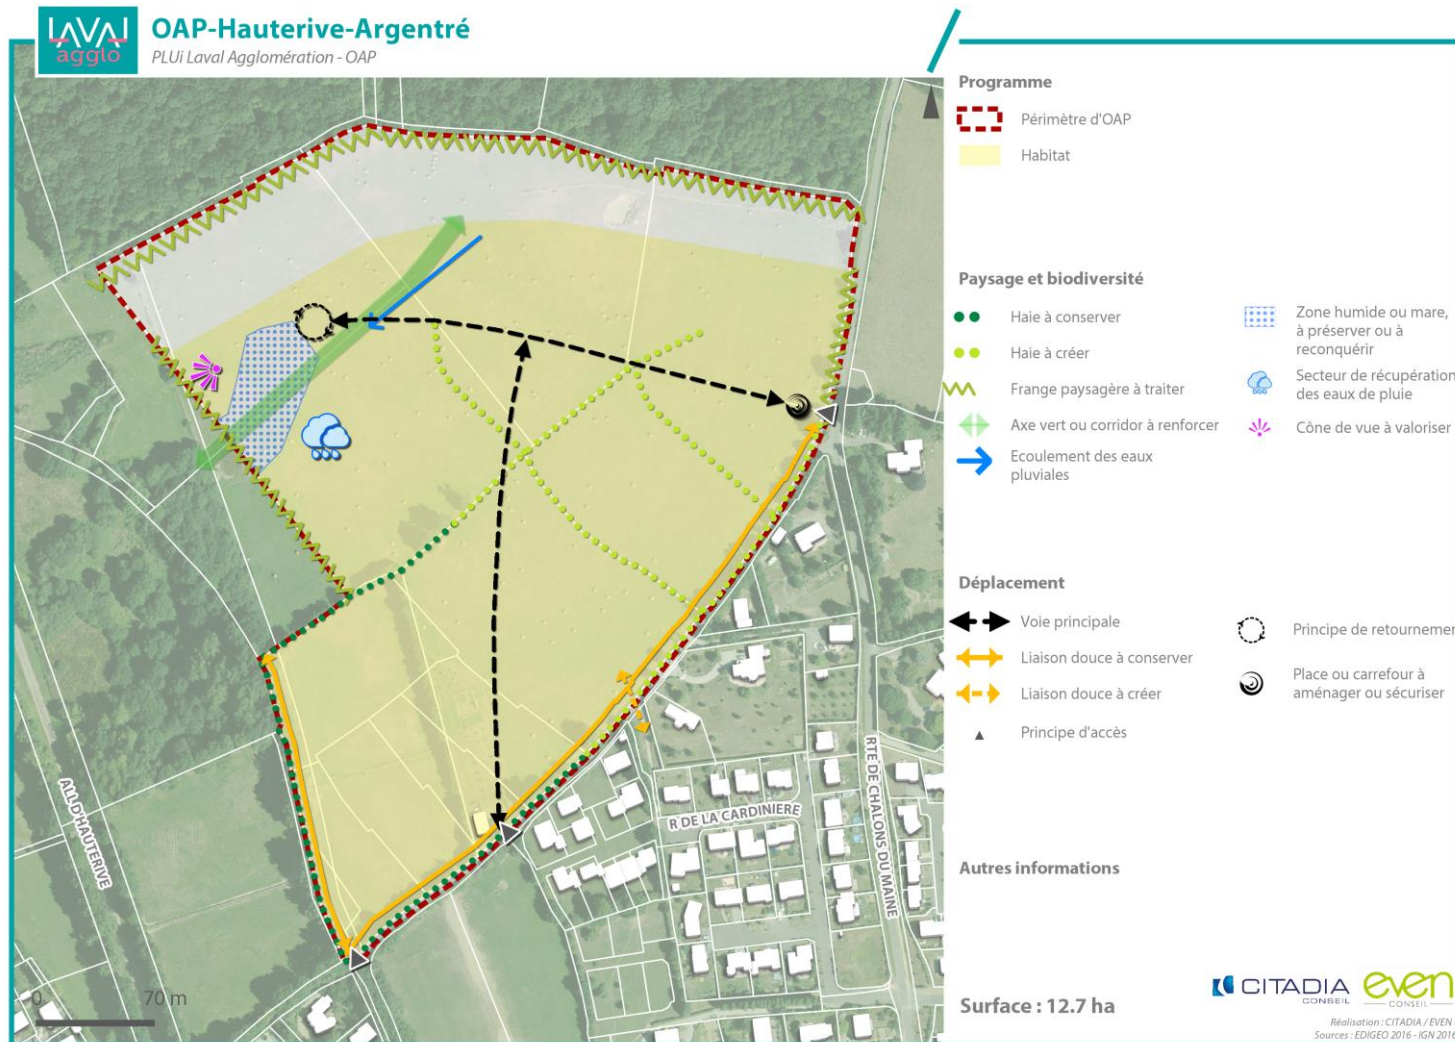 LAVAL
agglo
OAP-Hauterive-Argentré
PLUi Laval Agglomération - OAP
Programme
Périmètre d'OAP
Habitat
Paysage et biodiversité
Haie à conserver
Haie à créer
Frange paysagère à traiter
Axe vert ou corridor à renforcer
Ecoulement des eaux
pluviales
Zone humide ou mare,
à préserver ou à
reconquérir
Secteur de récupération
des eaux de pluie
Cône de vue à valoriser
Déplacement
Voie principale
Liaison douce à conserver
Liaison douce à créer
Principe d'accès
Principe de retournemen
Place ou carrefour à
aménager ou sécuriser
Autres informations
Surface : 12.7 ha
CITADIA
CONSEIL
even
CONSEIL
Réalisation : CITADIA / EVEN
Sources : EDIGEO 2016 - IGN 2016
ALL D'HAUTERIVE
R DE LA CARDINIERE
RTE DE CHALONS DU MAINE
0 70 m